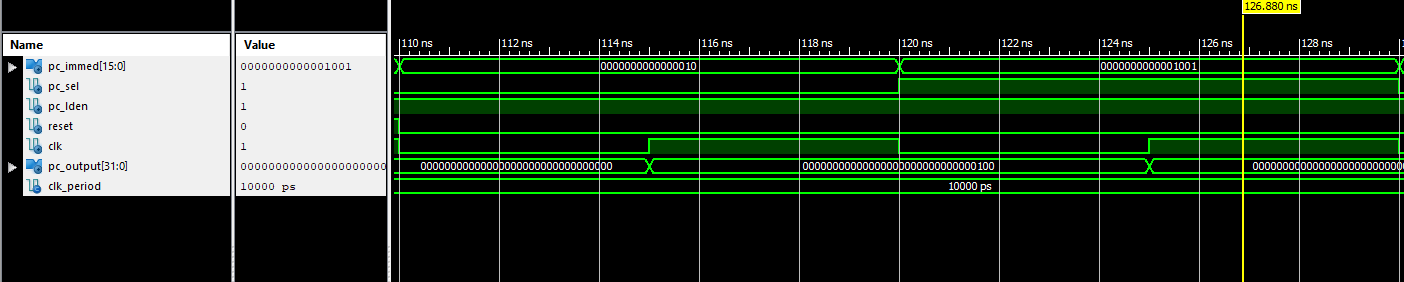 126.880 ns
Name Value 110 ns 112 ns 114 ns 116 ns 118 ns 120 ns 122 ns 124 ns 126 ns 128 ns
pc_immed[15:0] 0000000000001001 0000000000000010 0000000000001001
pc_sel 1
pc_lden 1
reset 0
clk 1
pc_output[31:0] 000000000000000000000 00000000000000000000000000000000 00000000000000000000000000000100 0000000000000000000000000
clk_period 10000 ps 10000 ps